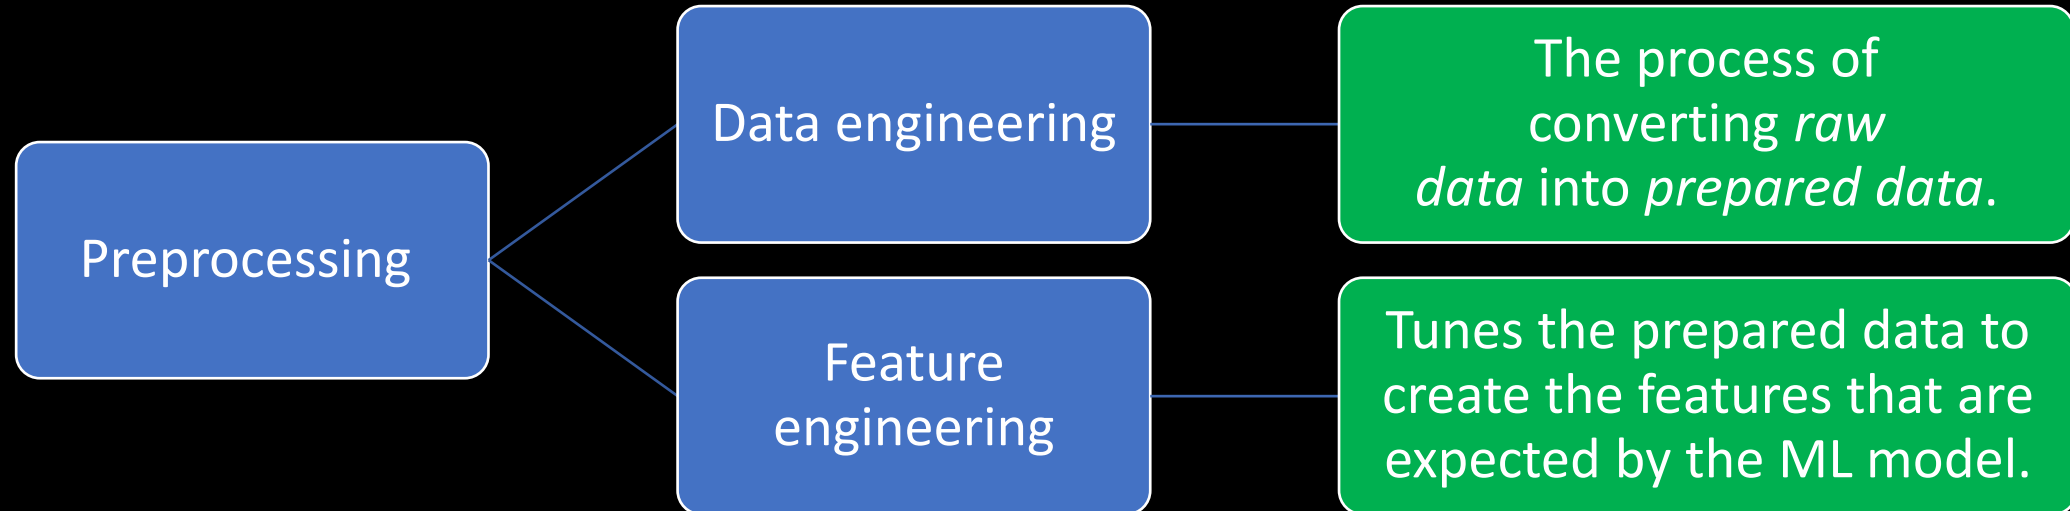 Preprocessing
Data engineering
The process of
converting raw
data into prepared data.
Feature
engineering
Tunes the prepared data to
create the features that are
expected by the ML model.